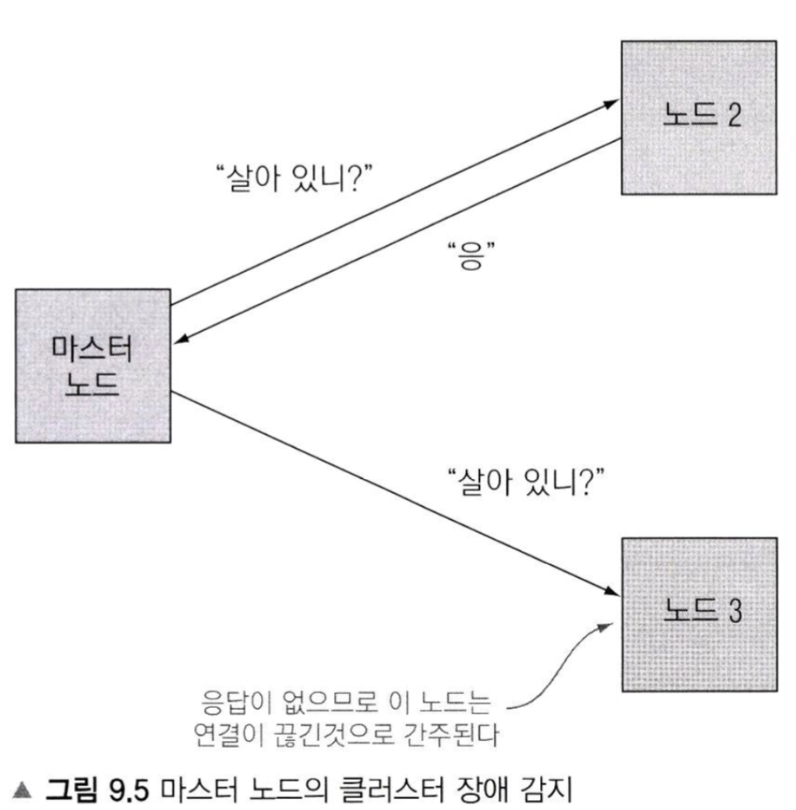 노드 2
“살아 있니?”
“응”
마스터
노드
“살아 있니?”
노드 3
응답이 없으므로 이 노드는
연결이 끊긴것으로 간주된다
▲ 그림 9.5 마스터 노드의 클러스터 장애 감지